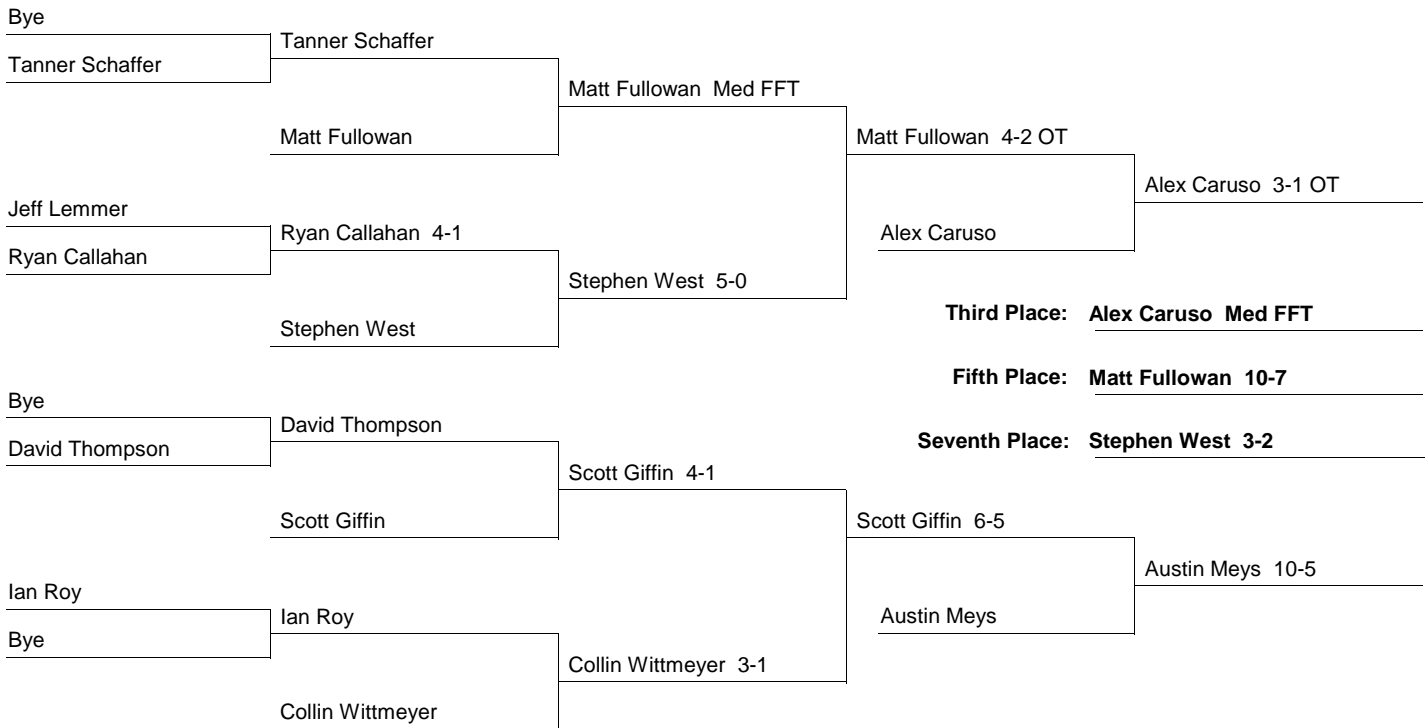 Bye
Tanner Schaffer
Tanner Schaffer
Matt Fullowan Med FFT
Matt Fullowan
Matt Fullowan 4-2 OT
Alex Caruso 3-1 OT
Jeff Lemmer
Ryan Callahan 4-1
Alex Caruso
Ryan Callahan
Stephen West 5-0
Stephen West
Third Place: Alex Caruso Med FFT
Fifth Place: Matt Fullowan 10-7
Seventh Place: Stephen West 3-2
Bye
David Thompson
David Thompson
Scott Giffin 4-1
Scott Giffin
Scott Giffin 6-5
Austin Meys 10-5
Ian Roy
Ian Roy
Austin Meys
Bye
Collin Wittmeyer 3-1
Collin Wittmeyer